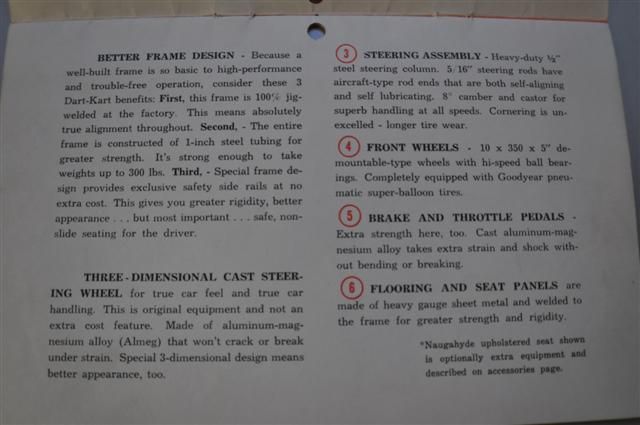 BETTER FRAME DESIGN - Because a
well-built frame is so basic to high-performance
and trouble-free operation, consider these 3
Dart-Kart benefits: First, this frame is 100% jig-
welded at the factory. This means absolutely
true alignment throughout. Second, - The entire
frame is constructed of 1-inch steel tubing for
greater strength. It's strong enough to take
weights up to 300 lbs. Third, - Special frame de-
sign provides exclusive safety side rails at no
extra cost. This gives you greater rigidity, better
appearance . . . but most important . . . safe, non-
slide seating for the driver.
THREE-DIMENSIONAL CAST STEER-
ING WHEEL for true car feel and true car
handling. This is original equipment and not an
extra cost feature. Made of aluminum-mag-
nesium alloy (Almeg) that won't crack or break
under strain. Special 3-dimensional design means
better appearance, too.
3 STEERING ASSEMBLY - Heavy-duty ½"
steel steering column. 5/16" steering rods have
aircraft-type rod ends that are both self-aligning
and self lubricating. 8° camber and castor for
superb handling at all speeds. Cornering is un-
excelled - longer tire wear.
4 FRONT WHEELS - 10 x 350 x 5" de-
mountable-type wheels with hi-speed ball bear-
ings. Completely equipped with Goodyear pneu-
matic super-balloon tires.
5 BRAKE AND THROTTLE PEDALS -
Extra strength here, too. Cast aluminum-mag-
nesium alloy takes extra strain and shock with-
out bending or breaking.
6 FLOORING AND SEAT PANELS are
made of heavy gauge sheet metal and welded to
the frame for greater strength and rigidity.
*Naugahyde upholstered seat shown
is optionally extra equipment and
described on accessories page.